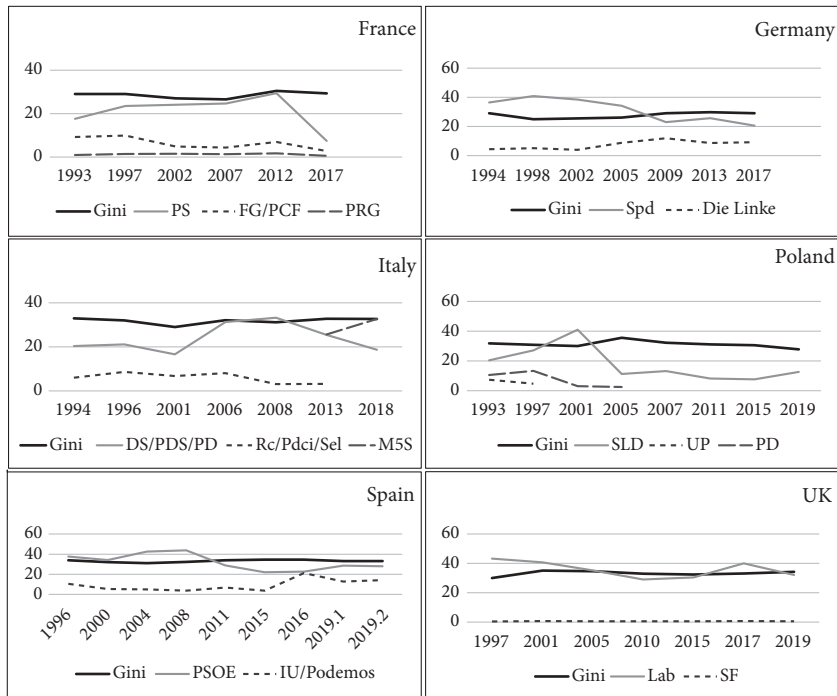 France
40
20
0
1993 1997 2002 2007 2012 2017
Gini PS FG/PCF PRG
Germany
60
40
20
0
1994 1998 2002 2005 2009 2013 2017
Gini Spd Die Linke
Italy
40
20
0
1994 1996 2001 2006 2008 2013 2018
Gini DS/PDS/PD Rc/Pdci/Sel M5S
Poland
60
40
20
0
1993 1997 2001 2005 2007 2011 2015 2019
Gini SLD UP PD
Spain
60
40
20
0
1996 2000 2004 2008 2011 2015 2016 2019.1 2019.2
Gini PSOE IU/Podemos
UK
60
40
20
0
1997 2001 2005 2010 2015 2017 2019
Gini Lab SF